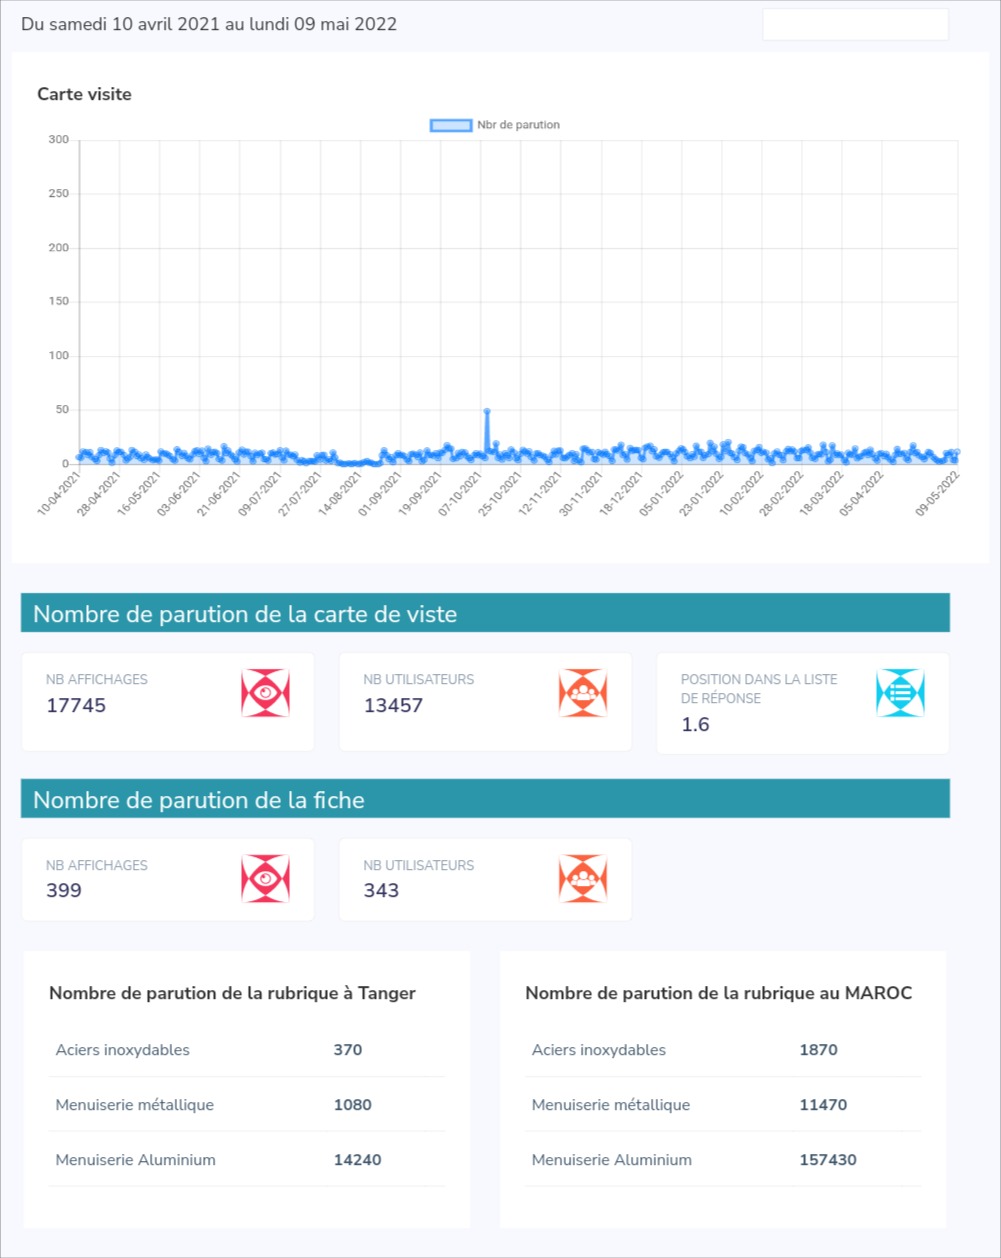 Du samedi 10 avril 2021 au lundi 09 mai 2022
Carte visite
Nbr de parution
300
250
200
150
100
50
0
10-04-2021
28-04-2021
16-05-2021
03-06-2021
21-06-2021
09-07-2021
27-07-2021
14-08-2021
01-09-2021
19-09-2021
07-10-2021
25-10-2021
12-11-2021
30-11-2021
18-12-2021
05-01-2022
23-01-2022
10-02-2022
28-02-2022
18-03-2022
05-04-2022
09-05-2022
Nombre de parution de la carte de viste
NB AFFICHAGES
17745
NB UTILISATEURS
13457
POSITION DANS LA LISTE
DE RÉPONSE
1.6
Nombre de parution de la fiche
NB AFFICHAGES
399
NB UTILISATEURS
343
Nombre de parution de la rubrique à Tanger
Aciers inoxydables 370
Menuiserie métallique 1080
Menuiserie Aluminium 14240
Nombre de parution de la rubrique au MAROC
Aciers inoxydables 1870
Menuiserie métallique 11470
Menuiserie Aluminium 157430